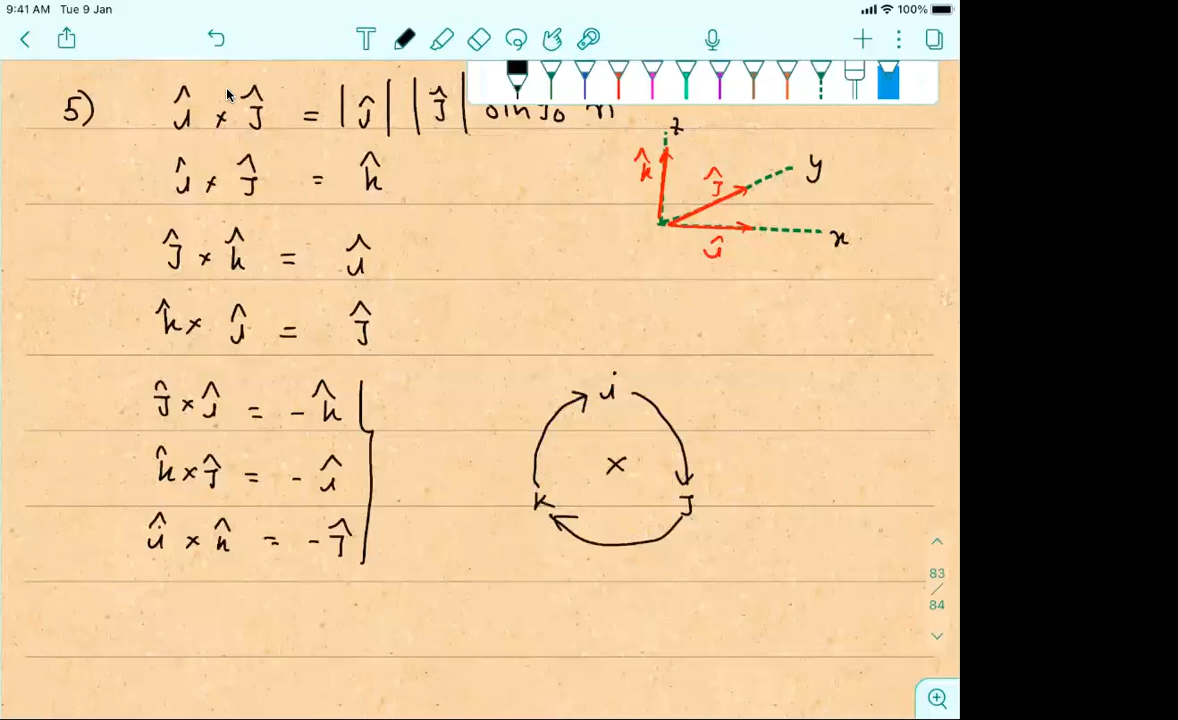 9:41 AM Tue 9 Jan
100%
5) î × ĵ = |î| |ĵ| sin 90 n
î × ĵ = k̂
ĵ × k̂ = î
k̂ × î = ĵ
ĵ × î = - k̂
k̂ × ĵ = - î
î × k̂ = - ĵ
z
k̂
ĵ
y
î
x
i
×
K
J
83
/
84